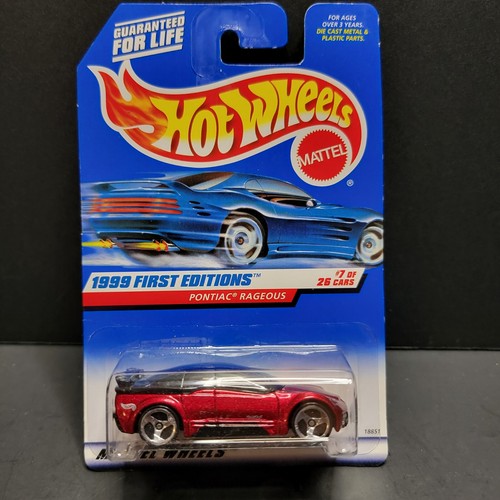 GUARANTEED
FOR LIFE
FOR AGES
OVER 3 YEARS.
DIE CAST METAL &
PLASTIC PARTS.
HOT WHEELS
MATTEL
®
1999 FIRST EDITIONS™
PONTIAC® RAGEOUS
#7 OF
26 CARS
18851
WHEELS